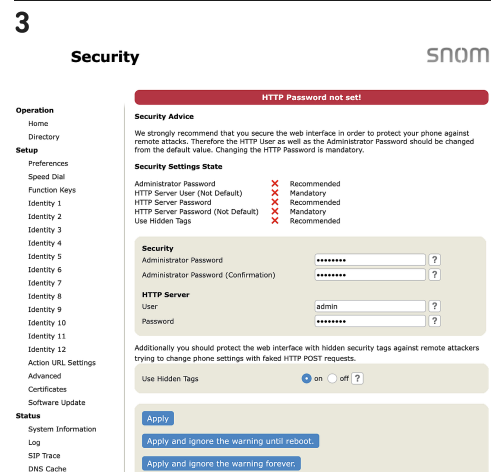 3
Security
snom
HTTP Password not set!
Operation
Home
Directory
Setup
Preferences
Speed Dial
Function Keys
Identity 1
Identity 2
Identity 3
Identity 4
Identity 5
Identity 6
Identity 7
Identity 8
Identity 9
Identity 10
Identity 11
Identity 12
Action URL Settings
Advanced
Certificates
Software Update
Status
System Information
Log
SIP Trace
DNS Cache
Security Advice
We strongly recommend that you secure the web interface in order to protect your phone against
remote attacks. Therefore the HTTP User as well as the Administrator Password should be changed
from the default value. Changing the HTTP Password is mandatory.
Security Settings State
Administrator Password Recommended
HTTP Server User (Not Default) Mandatory
HTTP Server Password Recommended
HTTP Server Password (Not Default) Mandatory
Use Hidden Tags Recommended
Security
Administrator Password •••••••• ?
Administrator Password (Confirmation) •••••••• ?
HTTP Server
User admin ?
Password •••••••• ?
Additionally you should protect the web interface with hidden security tags against remote attackers
trying to change phone settings with faked HTTP POST requests.
Use Hidden Tags on off ?
Apply
Apply and ignore the warning until reboot.
Apply and ignore the warning forever.